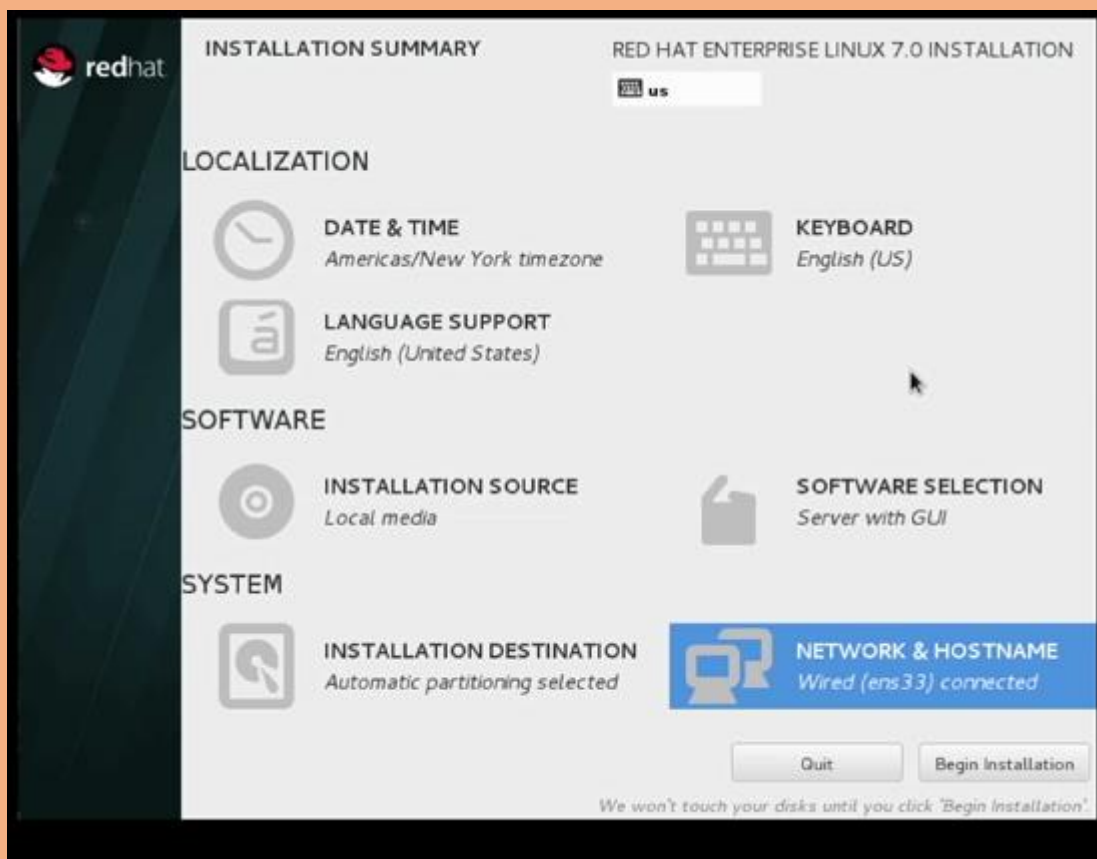 redhat
INSTALLATION SUMMARY
RED HAT ENTERPRISE LINUX 7.0 INSTALLATION
us
LOCALIZATION
DATE & TIME
Americas/New York timezone
KEYBOARD
English (US)
LANGUAGE SUPPORT
English (United States)
SOFTWARE
INSTALLATION SOURCE
Local media
SOFTWARE SELECTION
Server with GUI
SYSTEM
INSTALLATION DESTINATION
Automatic partitioning selected
NETWORK & HOSTNAME
Wired (ens33) connected
Quit
Begin Installation
We won't touch your disks until you click 'Begin Installation'.